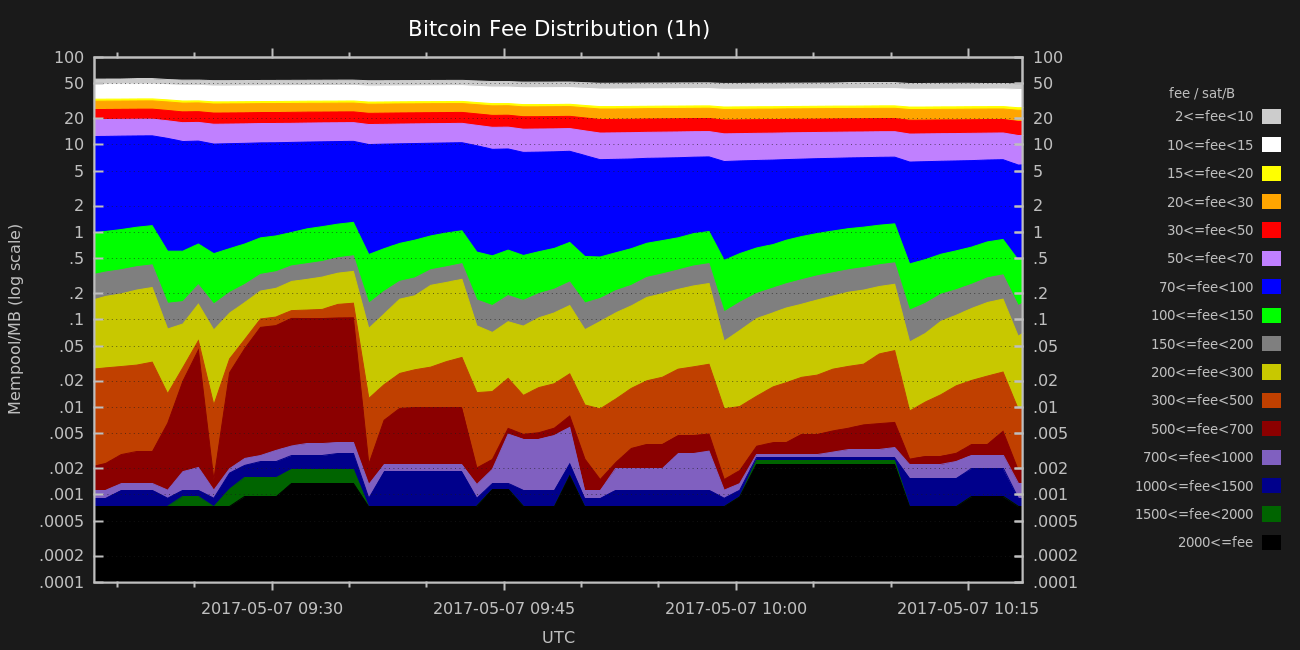 Bitcoin Fee Distribution (1h)
Mempool/MB (log scale)
100
50
20
10
5
2
1
.5
.2
.1
.05
.02
.01
.005
.002
.001
.0005
.0002
.0001
100
50
20
10
5
2
1
.5
.2
.1
.05
.02
.01
.005
.002
.001
.0005
.0002
.0001
2017-05-07 09:30
2017-05-07 09:45
2017-05-07 10:00
2017-05-07 10:15
UTC
fee / sat/B
2<=fee<10
10<=fee<15
15<=fee<20
20<=fee<30
30<=fee<50
50<=fee<70
70<=fee<100
100<=fee<150
150<=fee<200
200<=fee<300
300<=fee<500
500<=fee<700
700<=fee<1000
1000<=fee<1500
1500<=fee<2000
2000<=fee